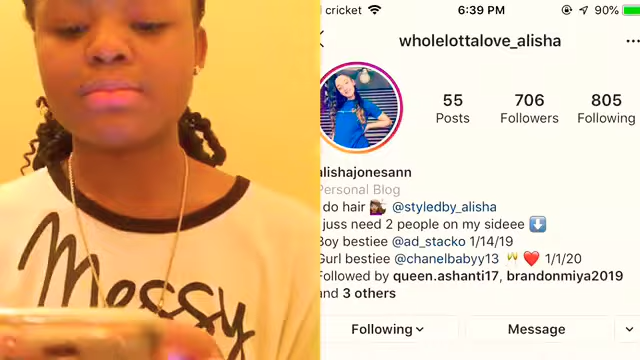 Messy
cricket 6:39 PM 90%
wholelottalove_alisha
55 706 805
Posts Followers Following
alishajonesann
Personal Blog
do hair @styledby_alisha
juss need 2 people on my sideee
Boy bestiee @ad_stacko 1/14/19
Gurl bestiee @chanelbabyy13 1/1/20
Followed by queen.ashanti17, brandonmiya2019
and 3 others
Following Message